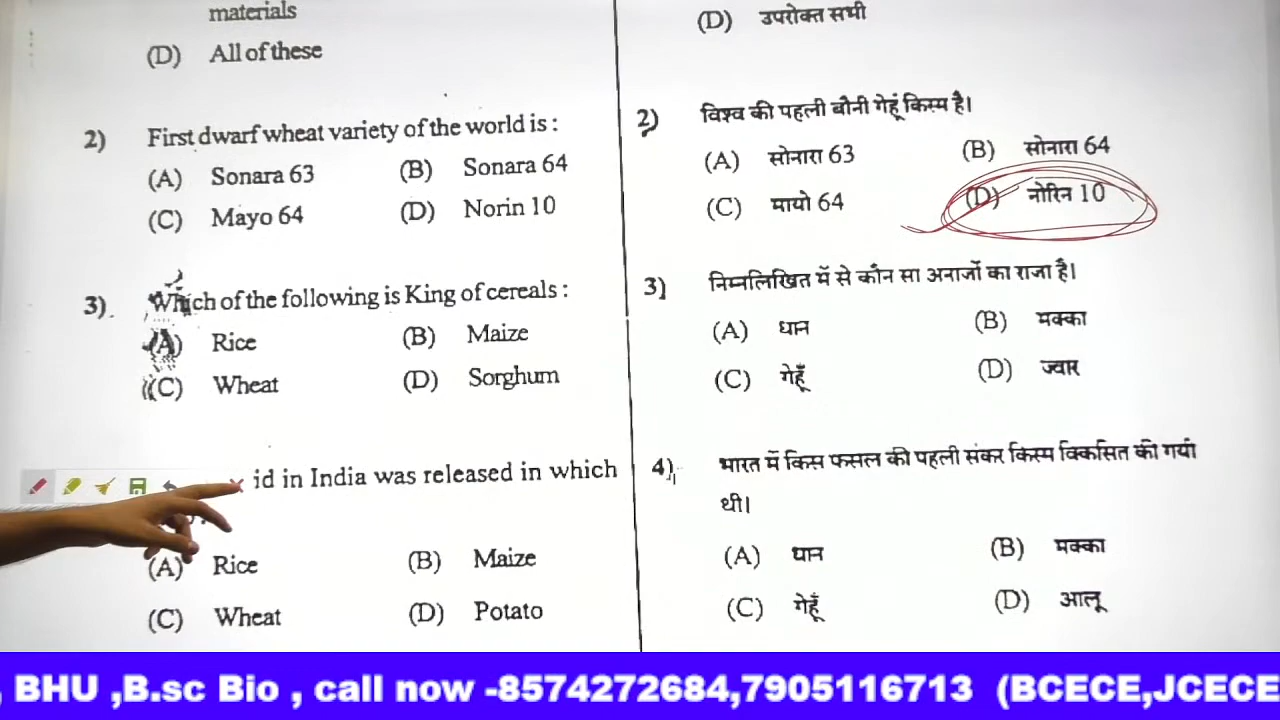 materials
(D) All of these
2) First dwarf wheat variety of the world is :
(A) Sonara 63 (B) Sonara 64
(C) Mayo 64 (D) Norin 10
3). Which of the following is King of cereals :
(A) Rice (B) Maize
(C) Wheat (D) Sorghum
id in India was released in which
(A) Rice (B) Maize
(C) Wheat (D) Potato
(D) उपरोक्त सभी
2) विश्व की पहली बौनी गेहूं किस्म है।
(A) सोनारा 63 (B) सोनारा 64
(C) मायो 64 (D) नोरिन 10
3) निम्नलिखित में से कौन सा अनाजों का राजा है।
(A) धान (B) मक्का
(C) गेहूँ (D) ज्वार
4) भारत में किस फसल की पहली संकर किस्म विकसित की गयी
थी।
(A) धान (B) मक्का
(C) गेहूँ (D) आलू
, BHU ,B.sc Bio , call now -8574272684,7905116713 (BCECE,JCECE